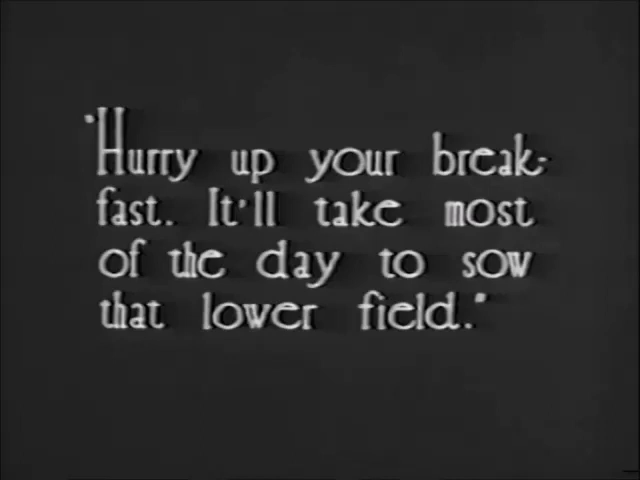 "Hurry up your break-
fast. It'll take most
of the day to sow
that lower field."